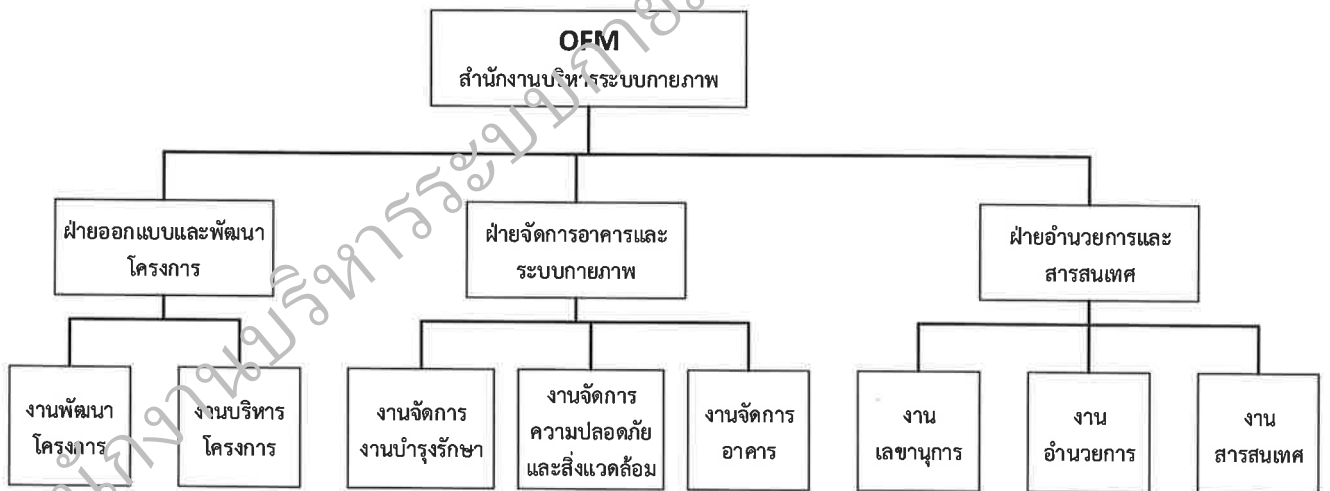 OFM
สำนักงานบริหารระบบกายภาพ
ฝ่ายออกแบบและพัฒนา
โครงการ
ฝ่ายจัดการอาคารและ
ระบบกายภาพ
ฝ่ายอำนวยการและ
สารสนเทศ
งานพัฒนา
โครงการ
งานบริหาร
โครงการ
งานจัดการ
งานบำรุงรักษา
งานจัดการ
ความปลอดภัย
และสิ่งแวดล้อม
งานจัดการ
อาคาร
งาน
เลขานุการ
งาน
อำนวยการ
งาน
สารสนเทศ